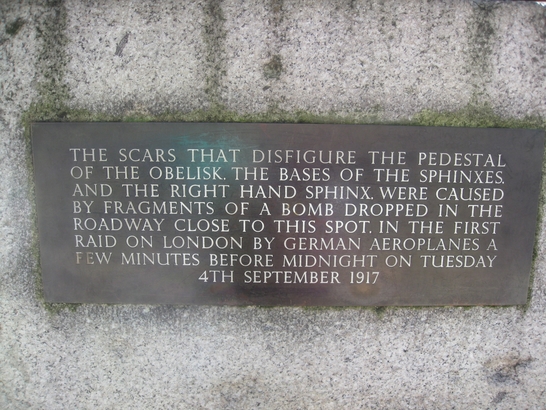 THE SCARS THAT DISFIGURE THE PEDESTAL
OF THE OBELISK. THE BASES OF THE SPHINXES.
AND THE RIGHT HAND SPHINX. WERE CAUSED
BY FRAGMENTS OF A BOMB DROPPED IN THE
ROADWAY CLOSE TO THIS SPOT. IN THE FIRST
RAID ON LONDON BY GERMAN AEROPLANES A
FEW MINUTES BEFORE MIDNIGHT ON TUESDAY
4TH SEPTEMBER 1917